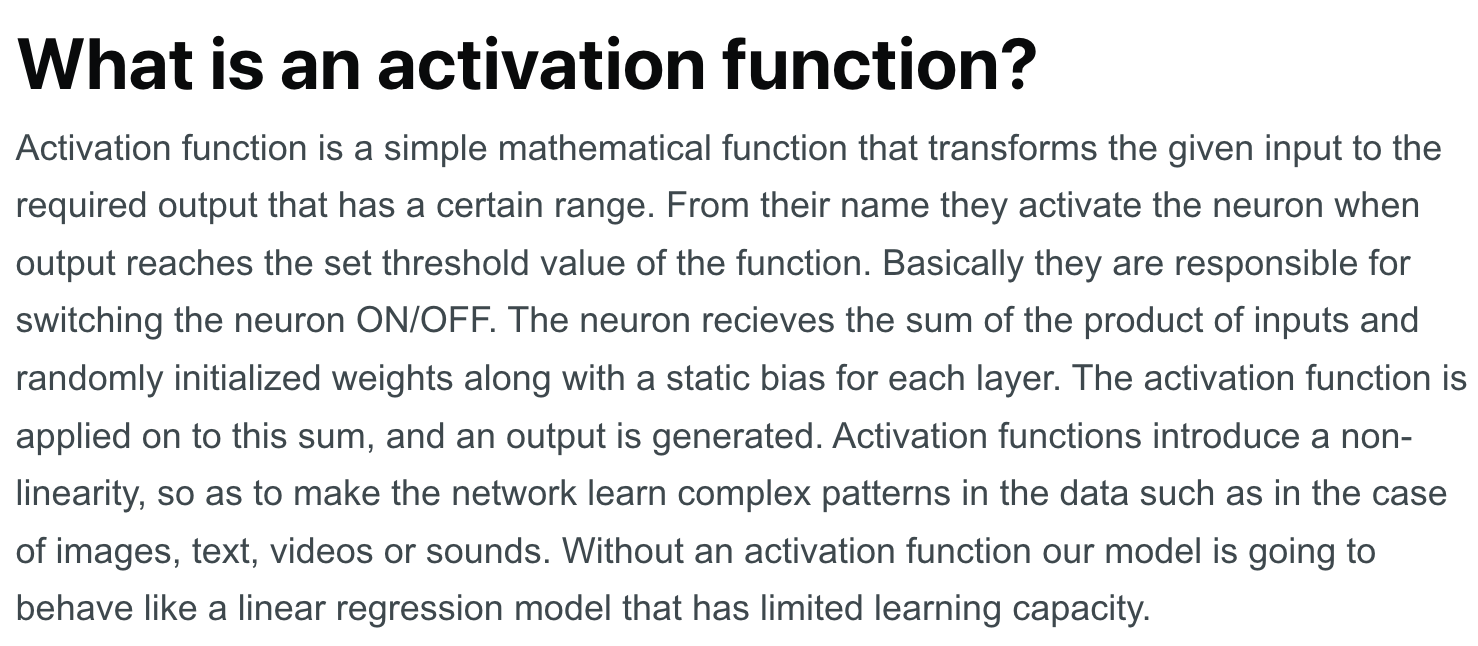 What is an activation function?
Activation function is a simple mathematical function that transforms the given input to the
required output that has a certain range. From their name they activate the neuron when
output reaches the set threshold value of the function. Basically they are responsible for
switching the neuron ON/OFF. The neuron recieves the sum of the product of inputs and
randomly initialized weights along with a static bias for each layer. The activation function is
applied on to this sum, and an output is generated. Activation functions introduce a non-
linearity, so as to make the network learn complex patterns in the data such as in the case
of images, text, videos or sounds. Without an activation function our model is going to
behave like a linear regression model that has limited learning capacity.